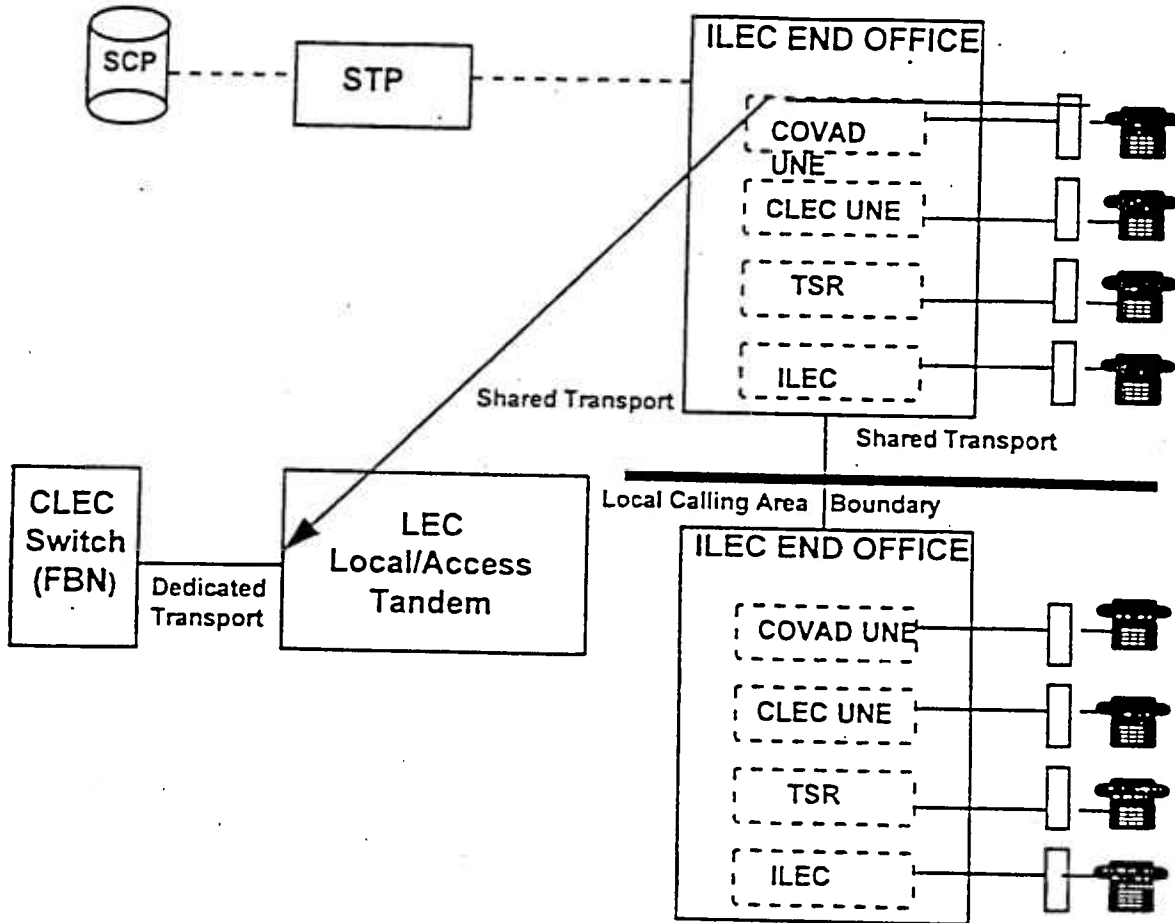 SCP
STP
ILEC END OFFICE
COVAD
UNE
CLEC UNE
TSR
ILEC
Shared Transport
Shared Transport
Local Calling Area Boundary
CLEC
Switch
(FBN)
Dedicated
Transport
LEC
Local/Access
Tandem
ILEC END OFFICE
COVAD UNE
CLEC UNE
TSR
ILEC